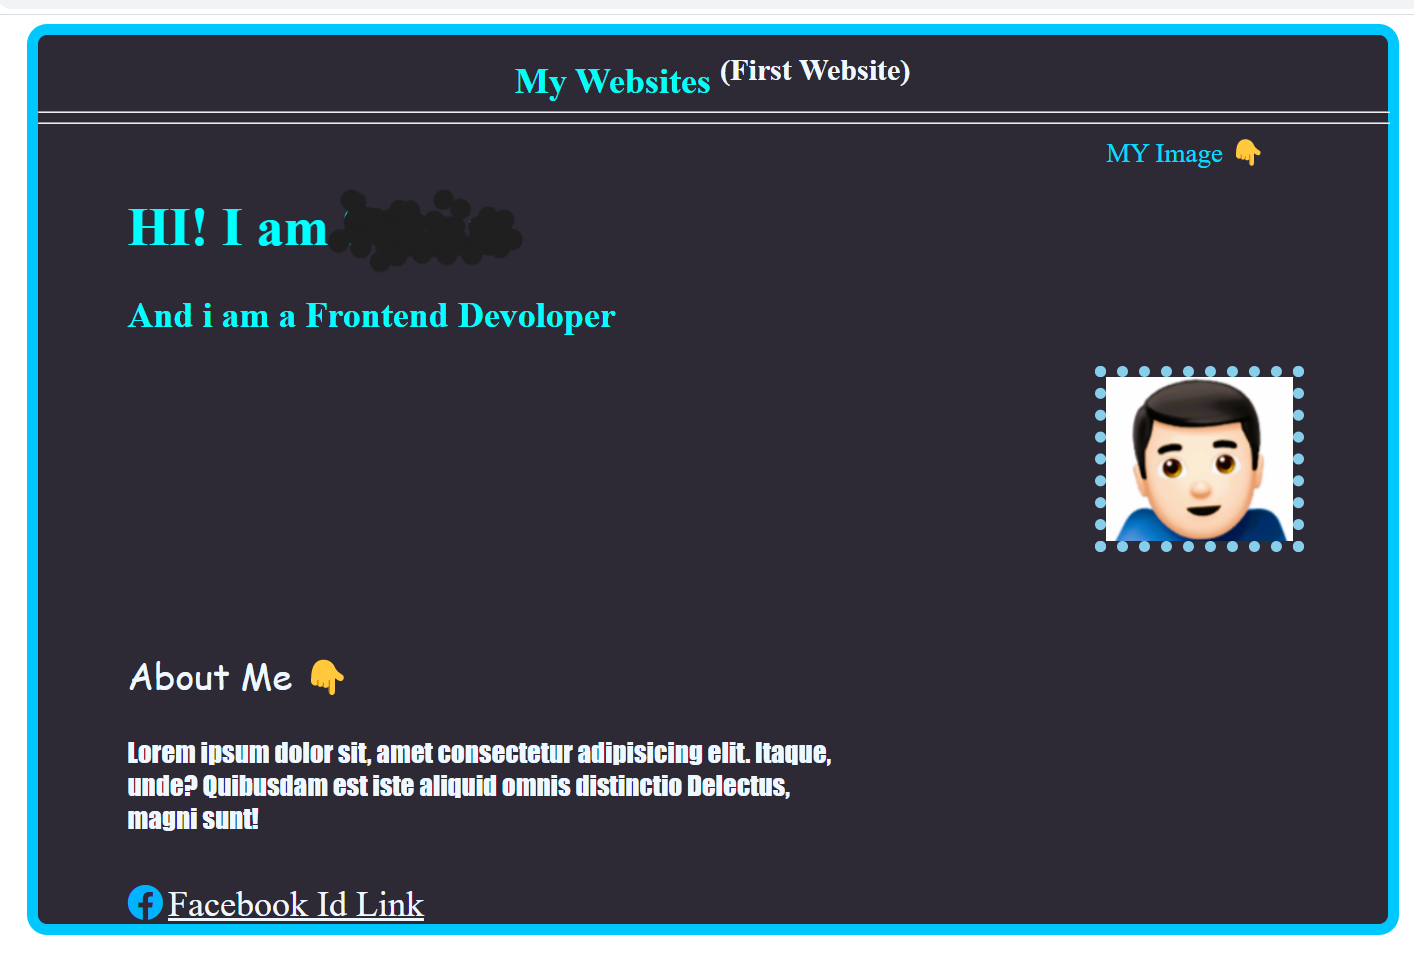 My Websites (First Website)
MY Image 👇
HI! I am
And i am a Frontend Devoloper
About Me 👇
Lorem ipsum dolor sit, amet consectetur adipisicing elit. Itaque,
unde? Quibusdam est iste aliquid omnis distinctio Delectus,
magni sunt!
Facebook Id Link